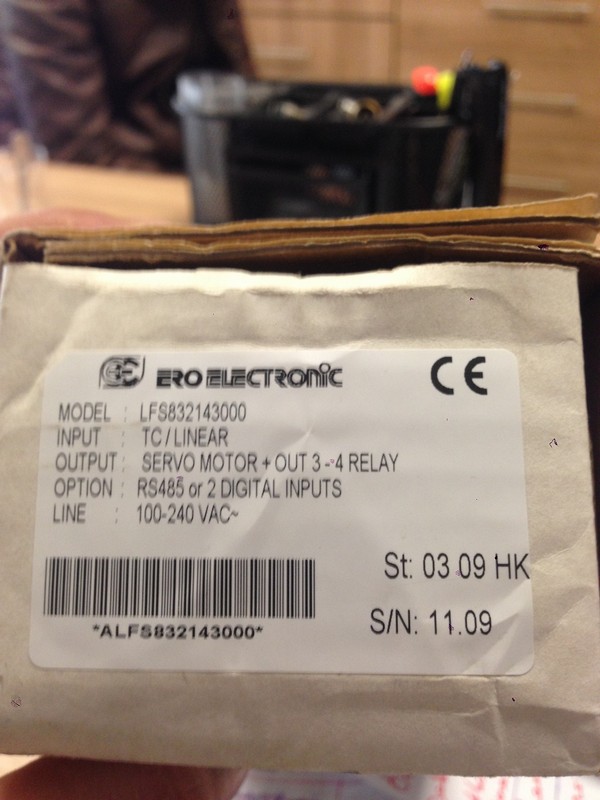 ERO ELECTRONIC
CE
MODEL : LFS832143000
INPUT : TC / LINEAR
OUTPUT : SERVO MOTOR + OUT 3 - 4 RELAY
OPTION : RS485 or 2 DIGITAL INPUTS
LINE : 100-240 VAC~
St: 03 09 HK
*ALFS832143000*
S/N: 11.09